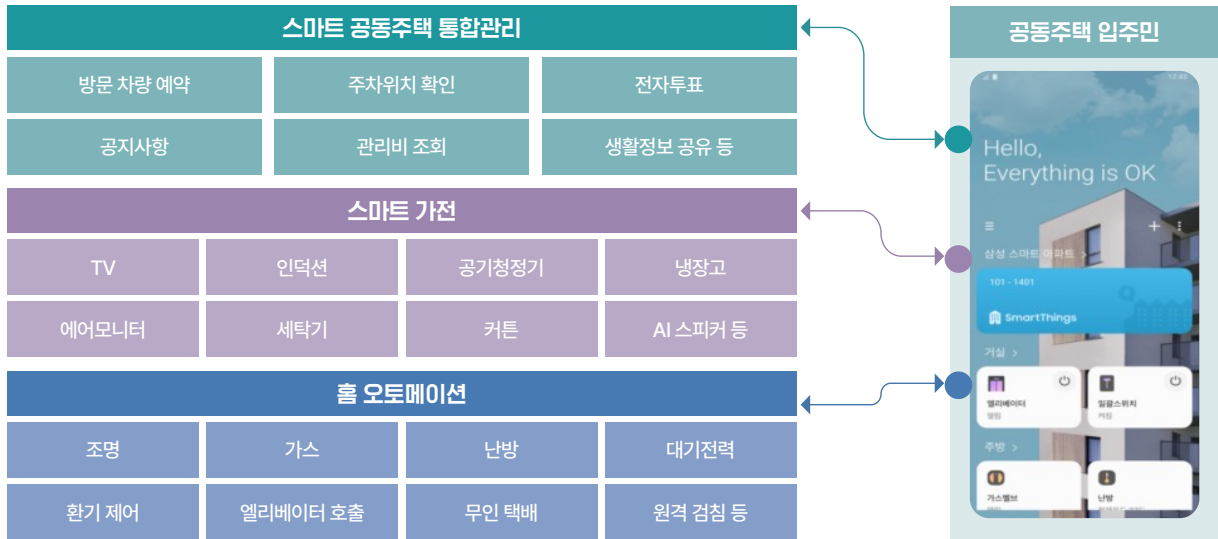 스마트 공동주택 통합관리
방문 차량 예약
주차위치 확인
전자투표
공지사항
관리비 조회
생활정보 공유 등
스마트 가전
TV
인덕션
공기청정기
냉장고
에어모니터
세탁기
커튼
AI 스피커 등
홈 오토메이션
조명
가스
난방
대기전력
환기 제어
엘리베이터 호출
무인 택배
원격 검침 등
공동주택 입주민
12:45
Hello,
Everything is OK
삼성 스마트 아파트 >
101 - 1401
SmartThings
거실 >
엘리베이터
일괄스위치
켜짐
주방 >
가스밸브
난방